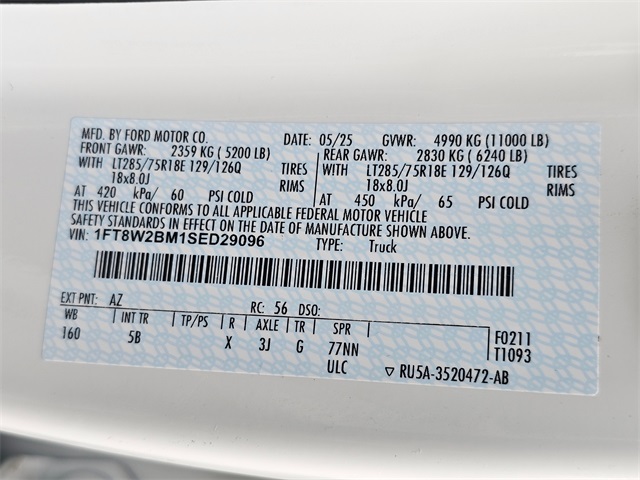 MFD. BY FORD MOTOR CO. DATE: 05/25 GVWR: 4990 KG (11000 LB)
FRONT GAWR: 2359 KG (5200 LB) REAR GAWR: 2830 KG (6240 LB)
WITH LT285/75R18E 129/126Q TIRES WITH LT285/75R18E 129/126Q TIRES
18x8.0J RIMS 18x8.0J RIMS
AT 420 kPa/ 60 PSI COLD AT 450 kPa/ 65 PSI COLD
THIS VEHICLE CONFORMS TO ALL APPLICABLE FEDERAL MOTOR VEHICLE
SAFETY STANDARDS IN EFFECT ON THE DATE OF MANUFACTURE SHOWN ABOVE.
VIN: 1FT8W2BM1SED29096 TYPE: Truck
EXT PNT: AZ RC: 56 DSO:
WB INT TR TP/PS R AXLE TR SPR F0211
160 5B X 3J G 77NN T1093
ULC ▽ RU5A-3520472-AB